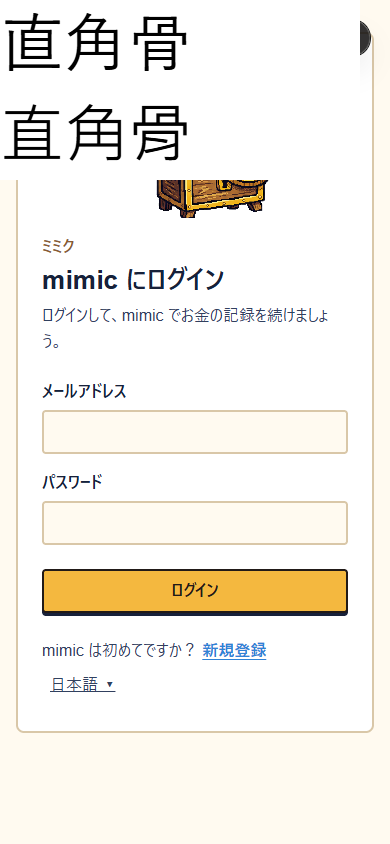 直角骨
直角骨
ミミク
mimic にログイン
ログインして、mimic でお金の記録を続けましょ
う。
メールアドレス
パスワード
ログイン
mimic は初めてですか？ 新規登録
日本語 ▼